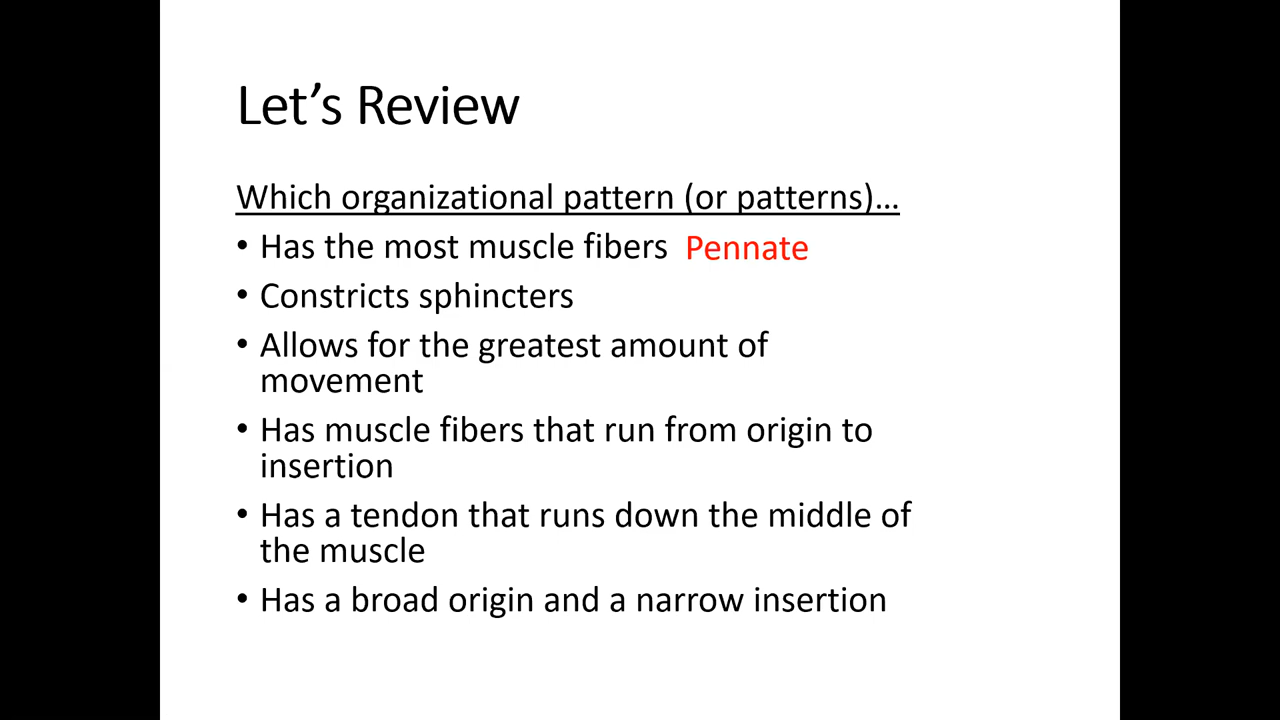 Let’s Review
Which organizational pattern (or patterns)…
• Has the most muscle fibers Pennate
• Constricts sphincters
• Allows for the greatest amount of
movement
• Has muscle fibers that run from origin to
insertion
• Has a tendon that runs down the middle of
the muscle
• Has a broad origin and a narrow insertion